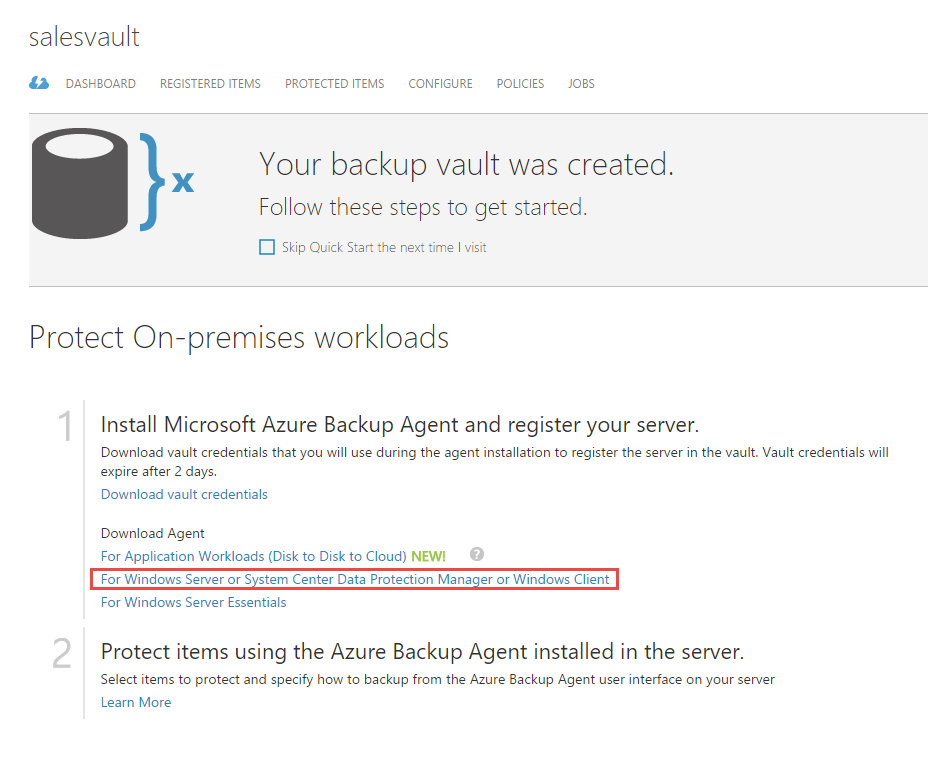 salesvault
DASHBOARD REGISTERED ITEMS PROTECTED ITEMS CONFIGURE POLICIES JOBS
} x
Your backup vault was created.
Follow these steps to get started.
Skip Quick Start the next time I visit
Protect On-premises workloads
1
Install Microsoft Azure Backup Agent and register your server.
Download vault credentials that you will use during the agent installation to register the server in the vault. Vault credentials will
expire after 2 days.
Download vault credentials
Download Agent
For Application Workloads (Disk to Disk to Cloud) NEW! ?
For Windows Server or System Center Data Protection Manager or Windows Client
For Windows Server Essentials
2
Protect items using the Azure Backup Agent installed in the server.
Select items to protect and specify how to backup from the Azure Backup Agent user interface on your server
Learn More